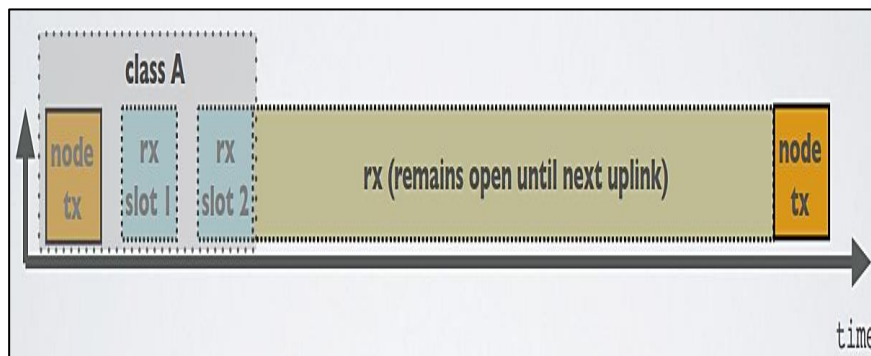 class A
node
tx
rx
slot 1
rx
slot 2
rx (remains open until next uplink)
node
tx
time